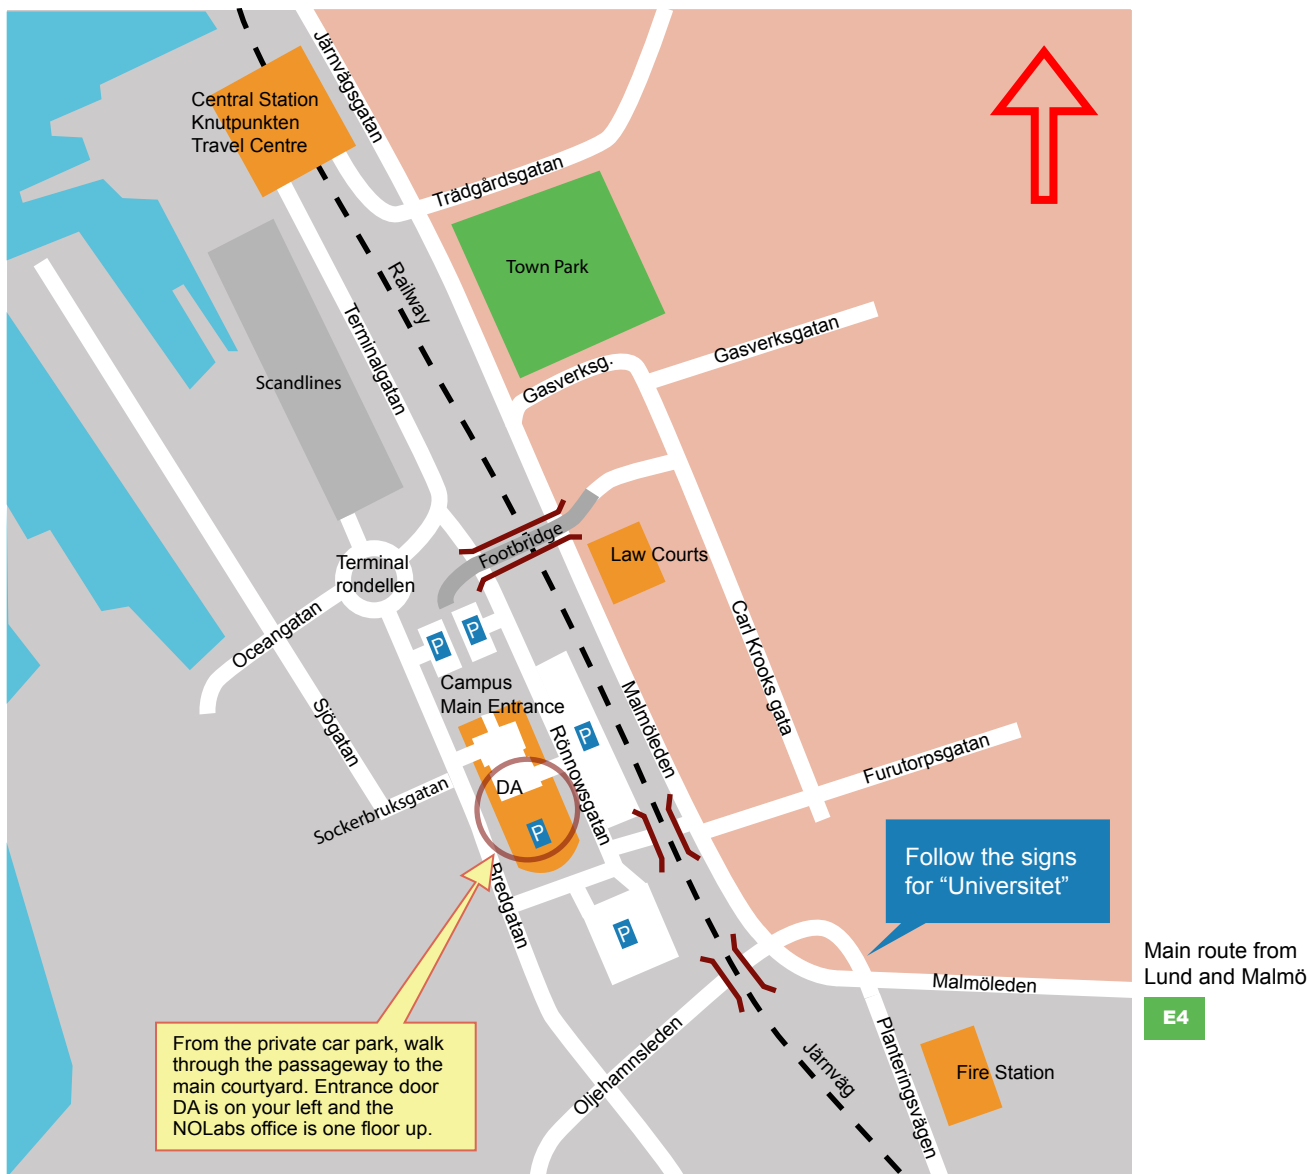 Järnvägsgatan
Central Station
Knutpunkten
Travel Centre
Trädgårdsgatan
Town Park
Railway
Terminalgatan
Scandlines
Gasverksgatan
Gasverksg.
Footbridge
Law Courts
Terminal
rondellen
Oceangatan
Carl Krooks gata
P
P
Campus
Main Entrance
Sjögatan
Malmöleden
P
Rönnowsgatan
Furutorpsgatan
Sockerbruksgatan
DA
P
Bredgatan
Follow the signs
for “Universitet”
P
Main route from
Lund and Malmö
E4
Malmöleden
Oljehamnsleden
Planteringsvägen
Järnväg
Fire Station
From the private car park, walk
through the passageway to the
main courtyard. Entrance door
DA is on your left and the
NOLabs office is one floor up.